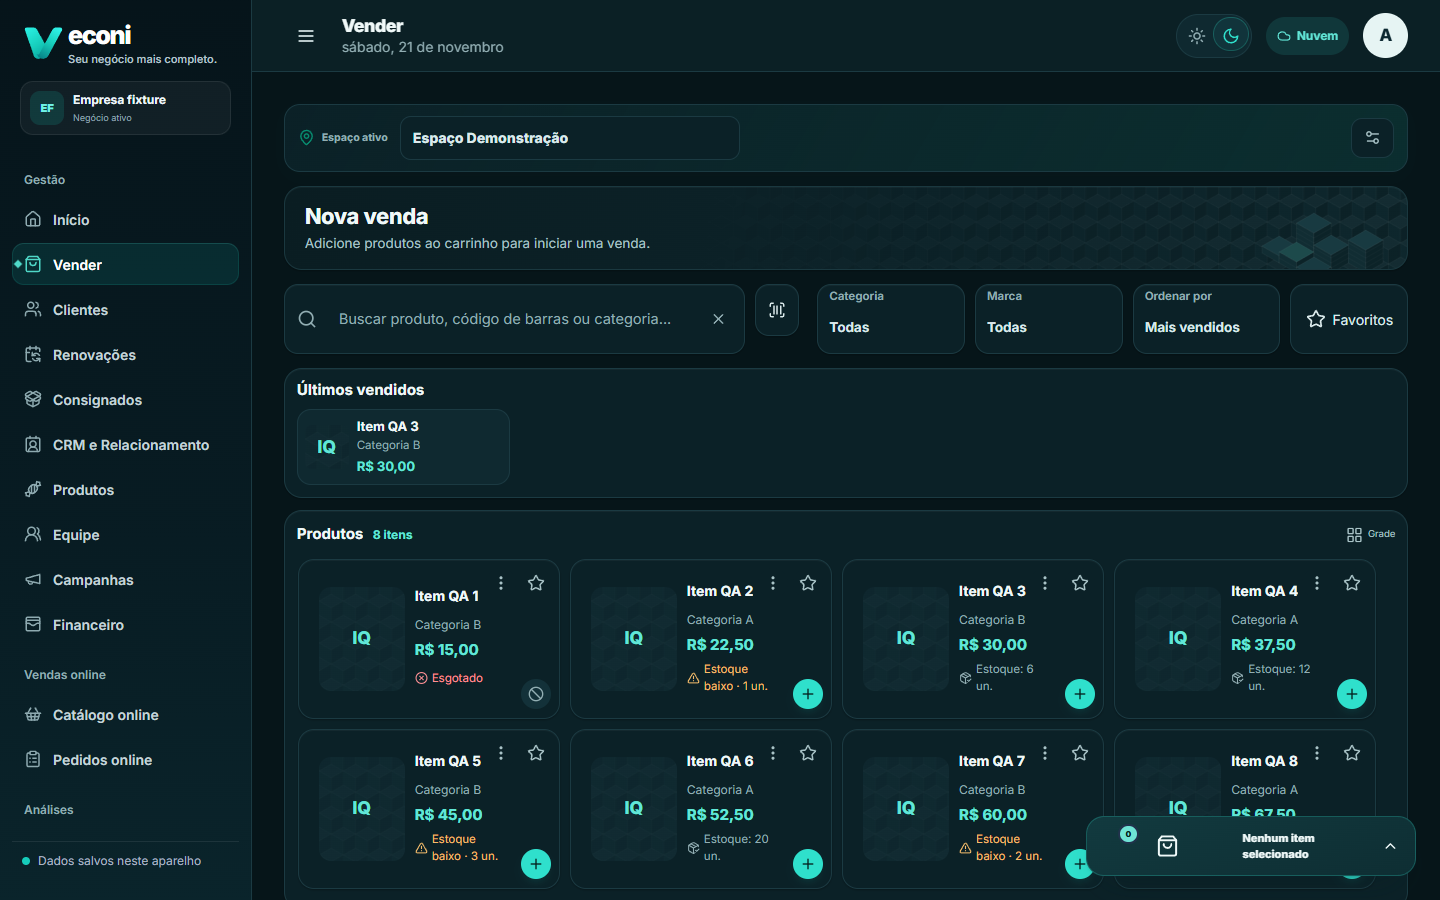 Veconi
Seu negócio mais completo.
EF
Empresa fixture
Negócio ativo
Gestão
Início
Vender
Clientes
Renovações
Consignados
CRM e Relacionamento
Produtos
Equipe
Campanhas
Financeiro
Vendas online
Catálogo online
Pedidos online
Análises
Dados salvos neste aparelho
Vender
sábado, 21 de novembro
Nuvem
A
Espaço ativo
Espaço Demonstração
Nova venda
Adicione produtos ao carrinho para iniciar uma venda.
Buscar produto, código de barras ou categoria...
Categoria
Todas
Marca
Todas
Ordenar por
Mais vendidos
Favoritos
Últimos vendidos
IQ
Item QA 3
Categoria B
R$ 30,00
Produtos 8 itens
Grade
IQ
Item QA 1
Categoria B
R$ 15,00
Esgotado
IQ
Item QA 2
Categoria A
R$ 22,50
Estoque
baixo · 1 un.
IQ
Item QA 3
Categoria B
R$ 30,00
Estoque: 6
un.
IQ
Item QA 4
Categoria A
R$ 37,50
Estoque: 12
un.
IQ
Item QA 5
Categoria B
R$ 45,00
Estoque
baixo · 3 un.
IQ
Item QA 6
Categoria A
R$ 52,50
Estoque: 20
un.
IQ
Item QA 7
Categoria B
R$ 60,00
Estoque
baixo · 2 un.
IQ
Item QA 8
Categoria A
R$ 67,50
0
Nenhum item
selecionado